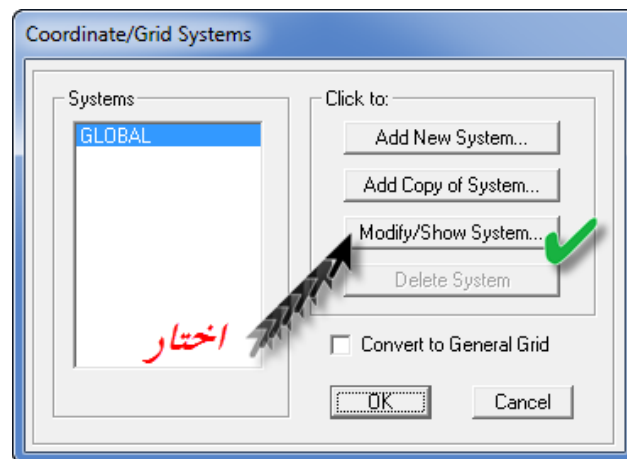 Coordinate/Grid Systems
Systems
GLOBAL
Click to:
Add New System...
Add Copy of System...
Modify/Show System...
Delete System
اختار
Convert to General Grid
OK
Cancel